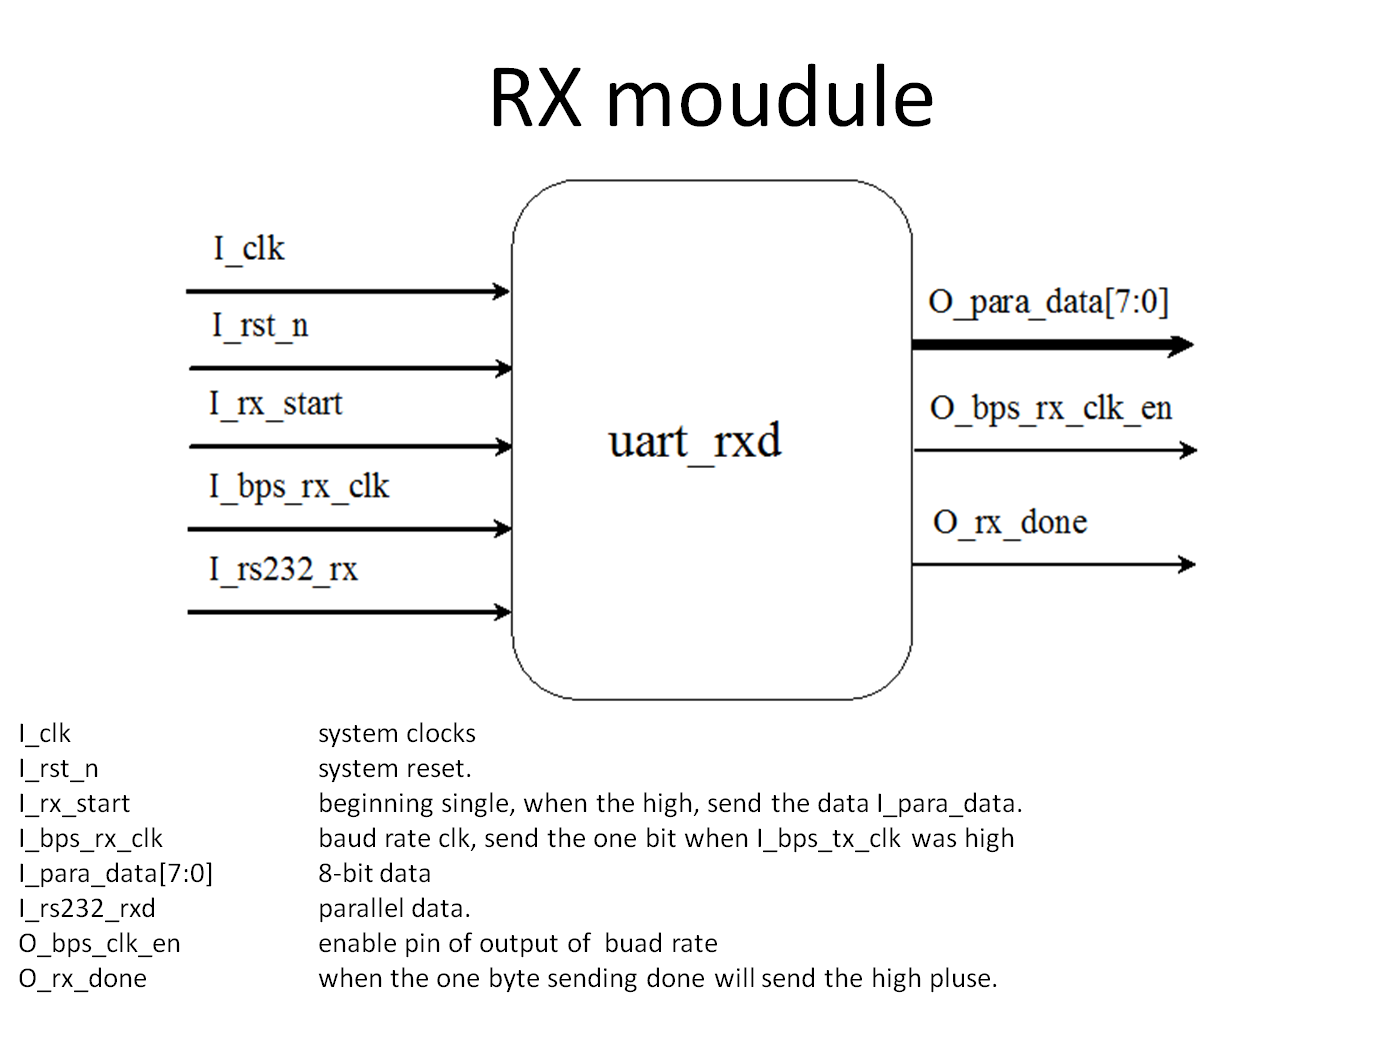 RX moudule
I_clk
I_rst_n
I_rx_start
I_bps_rx_clk
I_rs232_rx
uart_rxd
O_para_data[7:0]
O_bps_rx_clk_en
O_rx_done
I_clk system clocks
I_rst_n system reset.
I_rx_start beginning single, when the high, send the data I_para_data.
I_bps_rx_clk baud rate clk, send the one bit when I_bps_tx_clk was high
I_para_data[7:0] 8-bit data
I_rs232_rxd parallel data.
O_bps_clk_en enable pin of output of buad rate
O_rx_done when the one byte sending done will send the high pluse.